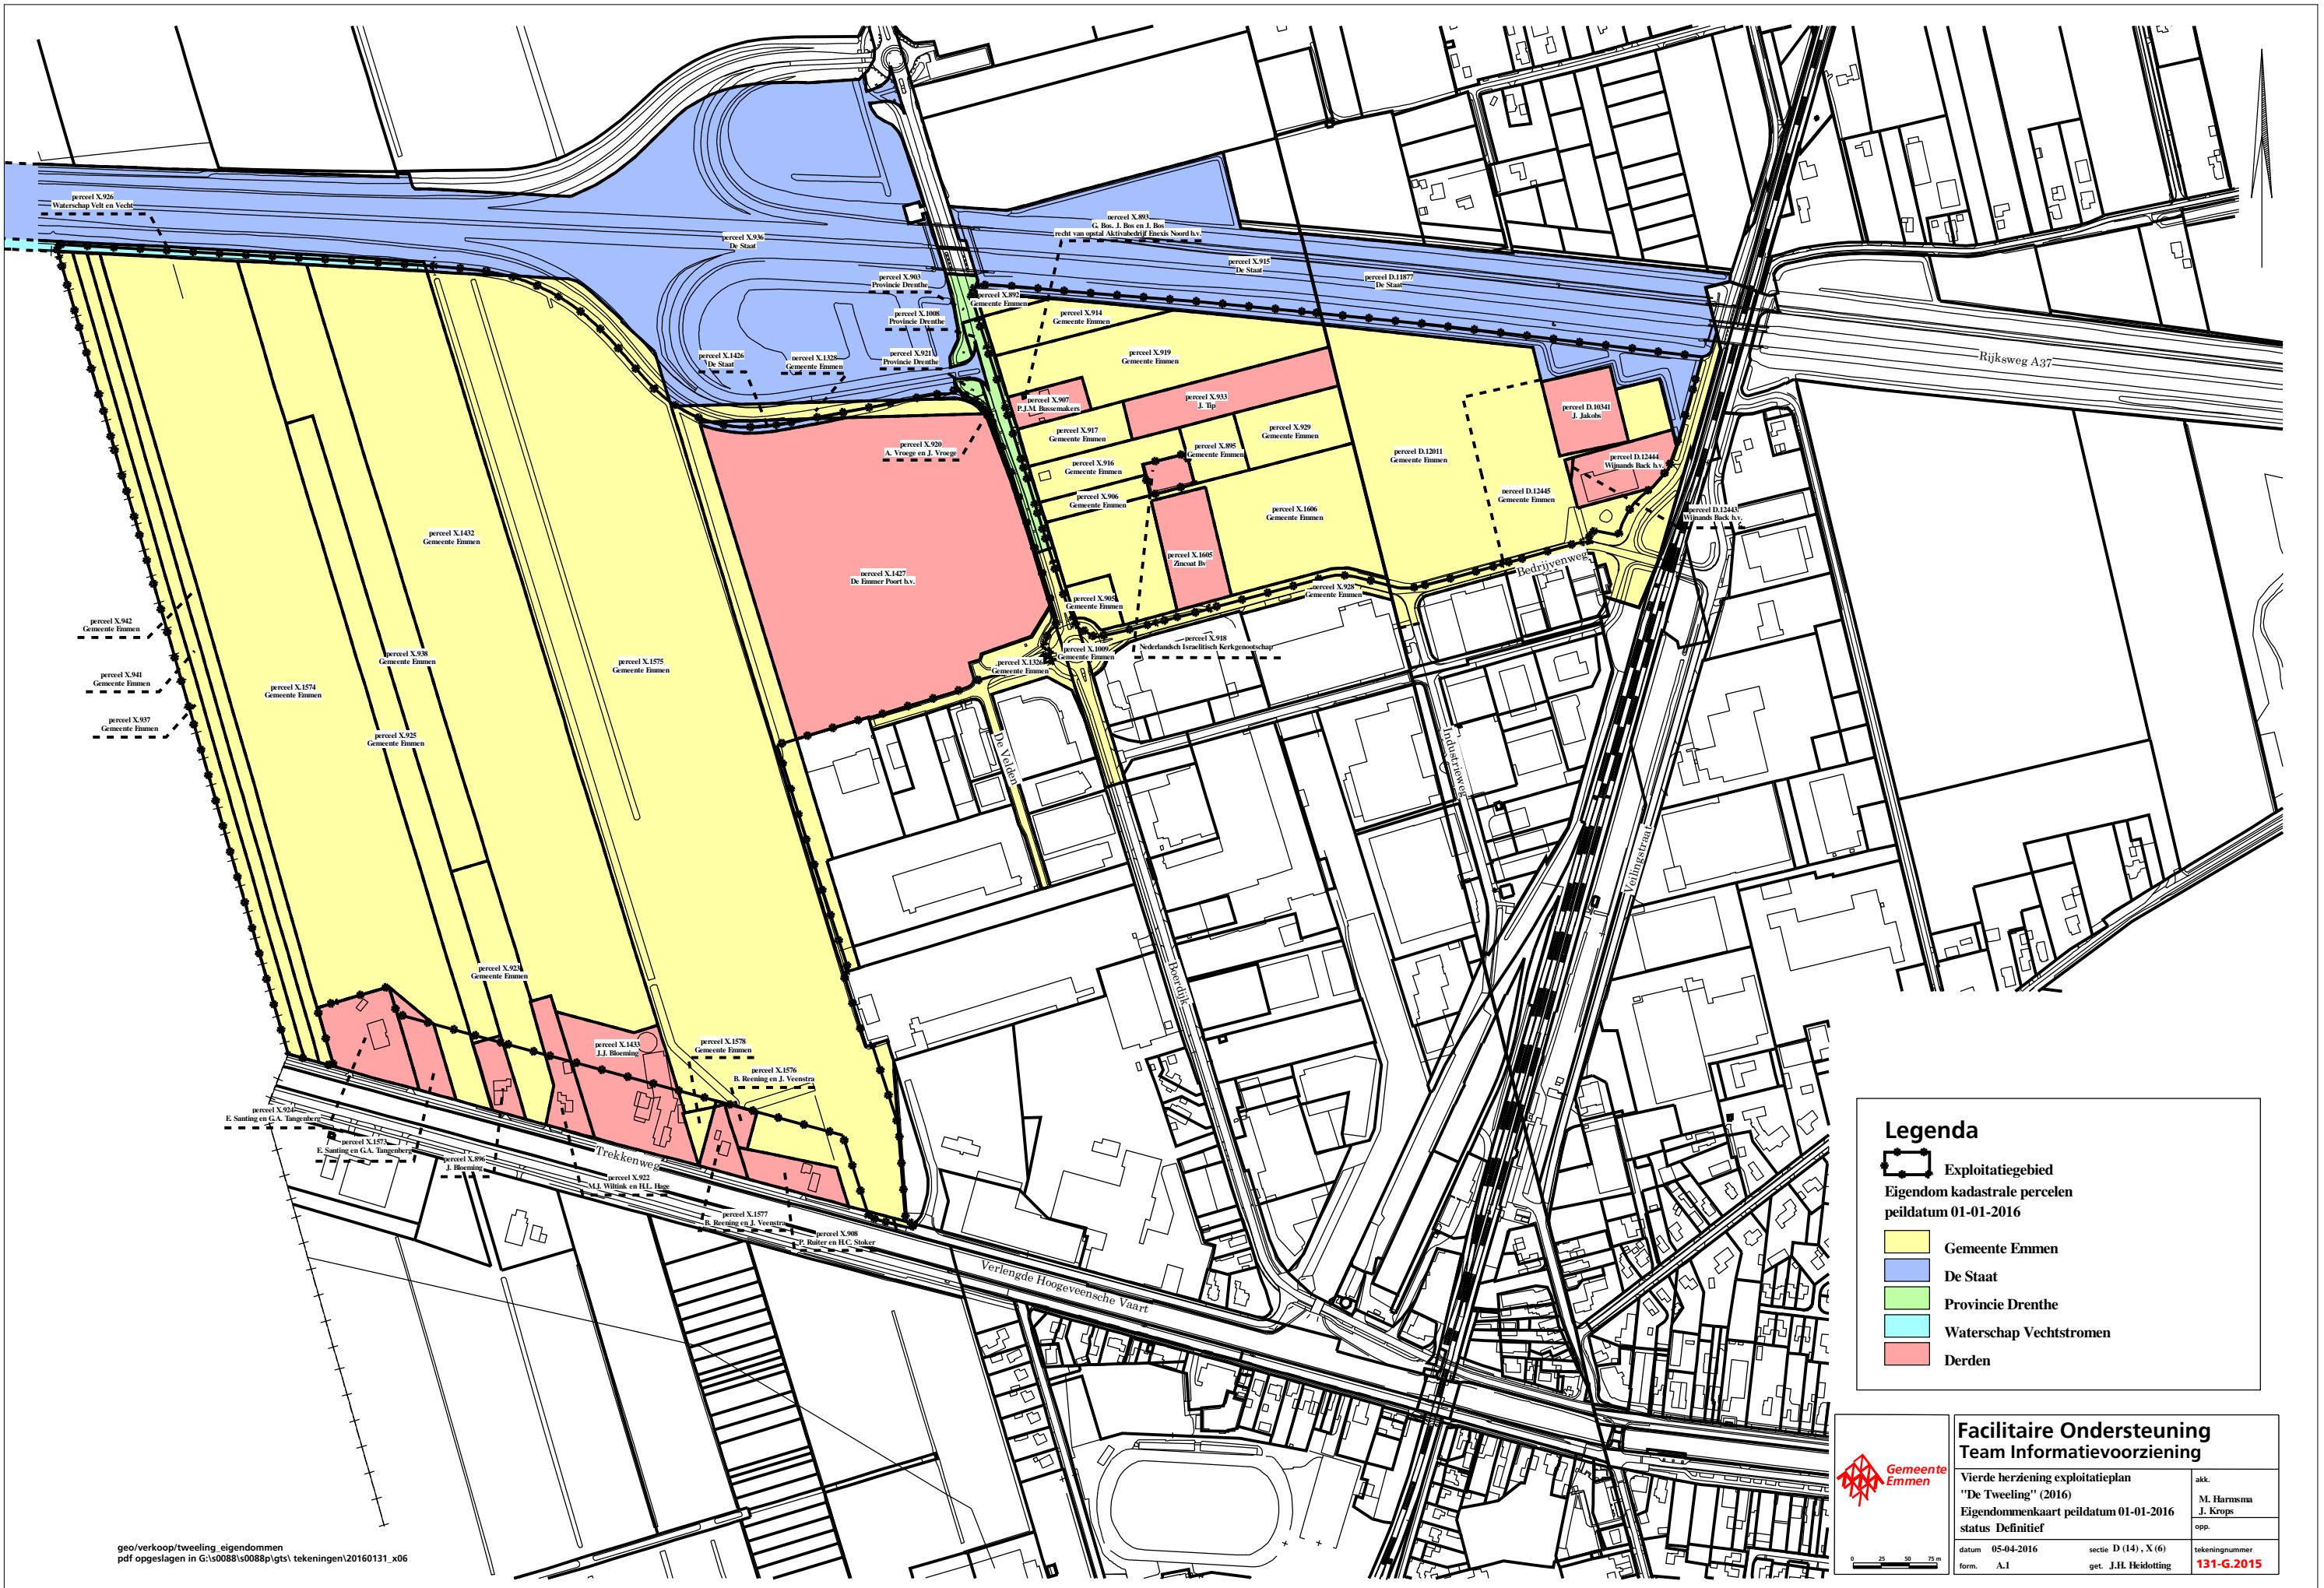 perceel X.926
Waterschap Velt en Vecht
perceel X.936
De Staat
perceel X.893
G. Bos, J. Bos en J. Bos
recht van opstal Aktivabedrijf Enexis Noord b.v.
perceel X.915
De Staat
perceel D.11877
De Staat
perceel X.903
Provincie Drenthe
perceel X.892
Gemeente Emmen
perceel X.1008
Provincie Drenthe
perceel X.914
Gemeente Emmen
perceel X.1426
De Staat
perceel X.1328
Gemeente Emmen
perceel X.921
Provincie Drenthe
perceel X.919
Gemeente Emmen
Rijksweg A37
perceel X.907
P.J.M. Bussemakers
perceel X.933
J. Tip
perceel D.10341
J. Jakobs
perceel X.920
A. Vroege en J. Vroege
perceel X.917
Gemeente Emmen
perceel X.895
Gemeente Emmen
perceel X.929
Gemeente Emmen
perceel D.12011
Gemeente Emmen
perceel D.12444
Wijnands Back b.v.
perceel X.916
Gemeente Emmen
perceel X.906
Gemeente Emmen
perceel D.12445
Gemeente Emmen
perceel X.1606
Gemeente Emmen
perceel D.12443
Wijnands Back b.v.
perceel X.1432
Gemeente Emmen
perceel X.1605
Zincoat Bv
Bedrijvenweg
perceel X.1427
De Emmer Poort b.v.
perceel X.905
Gemeente Emmen
perceel X.928
Gemeente Emmen
perceel X.942
Gemeente Emmen
perceel X.918
Nederlandsch Israelitisch Kerkgenootschap
perceel X.938
Gemeente Emmen
perceel X.1575
Gemeente Emmen
perceel X.1326
Gemeente Emmen
perceel X.1009
Gemeente Emmen
perceel X.941
Gemeente Emmen
perceel X.1574
Gemeente Emmen
perceel X.937
Gemeente Emmen
perceel X.925
Gemeente Emmen
De Velden
Industrieweg
Veilingstraat
Boerdijk
perceel X.923
Gemeente Emmen
perceel X.1433
J.J. Bloeming
perceel X.1578
Gemeente Emmen
perceel X.1576
B. Reening en J. Veenstra
perceel X.924
E. Santing en G.A. Tangenberg
perceel X.1573
E. Santing en G.A. Tangenberg
perceel X.896
J. Bloeming
Trekkenweg
perceel X.922
M.J. Wiltink en H.L. Hage
perceel X.1577
B. Reening en J. Veenstra
perceel X.908
P. Ruiter en H.C. Stoker
Verlengde Hoogeveensche Vaart
Legenda
Exploitatiegebied
Eigendom kadastrale percelen
peildatum 01-01-2016
Gemeente Emmen
De Staat
Provincie Drenthe
Waterschap Vechtstromen
Derden
Gemeente
Emmen
0 25 50 75 m
Facilitaire Ondersteuning
Team Informatievoorziening
Vierde herziening exploitatieplan
"De Tweeling" (2016)
Eigendommenkaart peildatum 01-01-2016
status Definitief
akk.
M. Harmsma
J. Krops
opp.
datum 05-04-2016
sectie D (14) , X (6)
tekeningnummer
form. A.1
get. J.H. Heidotting
131-G.2015
geo/verkoop/tweeling_eigendommen
pdf opgeslagen in G:\s0088\s0088p\gts\ tekeningen\20160131_x06